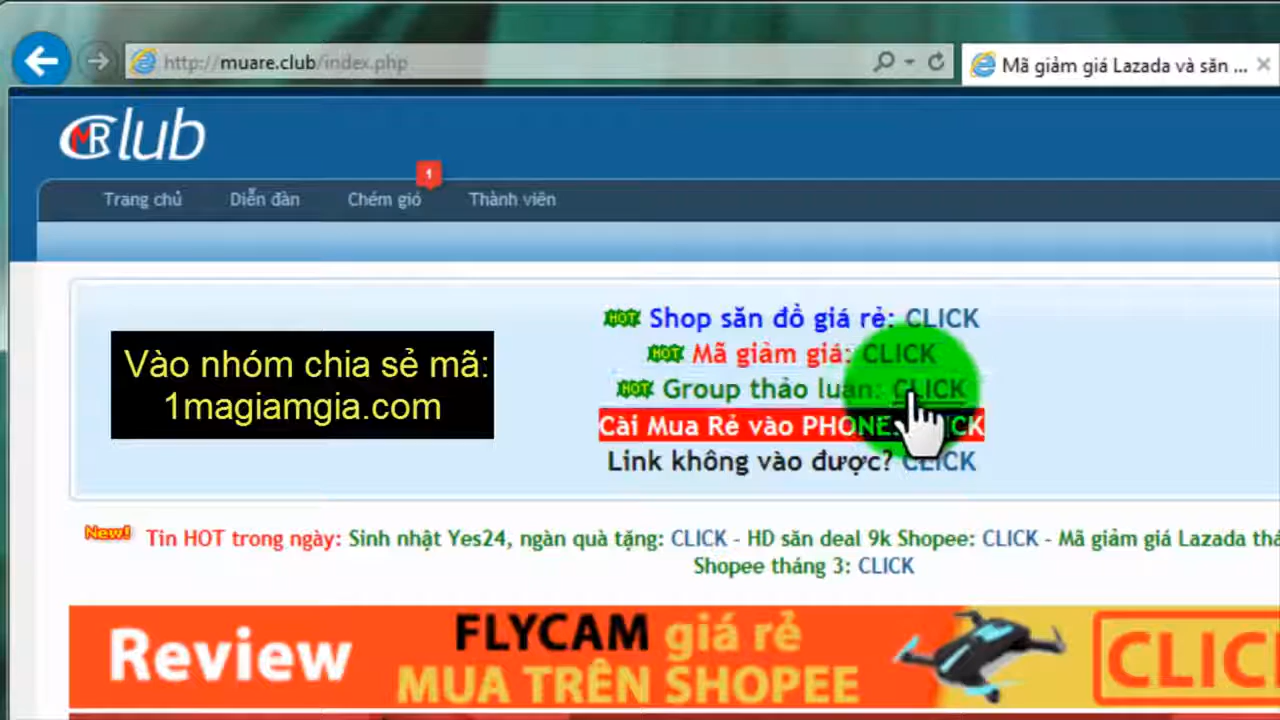 http://muare.club/index.php
Mã giảm giá Lazada và săn ...
MRClub
1
Trang chủ
Diễn đàn
Chém gió
Thành viên
Vào nhóm chia sẻ mã:
1magiamgia.com
HOT Shop săn đồ giá rẻ: CLICK
HOT Mã giảm giá: CLICK
HOT Group thảo luận: CLICK
Cài Mua Rẻ vào PHONE:
Link không vào được? CLICK
New! Tin HOT trong ngày: Sinh nhật Yes24, ngàn quà tặng: CLICK - HD săn deal 9k Shopee: CLICK - Mã giảm giá Lazada
Shopee tháng 3: CLICK
Review
FLYCAM giá rẻ
MUA TRÊN SHOPEE